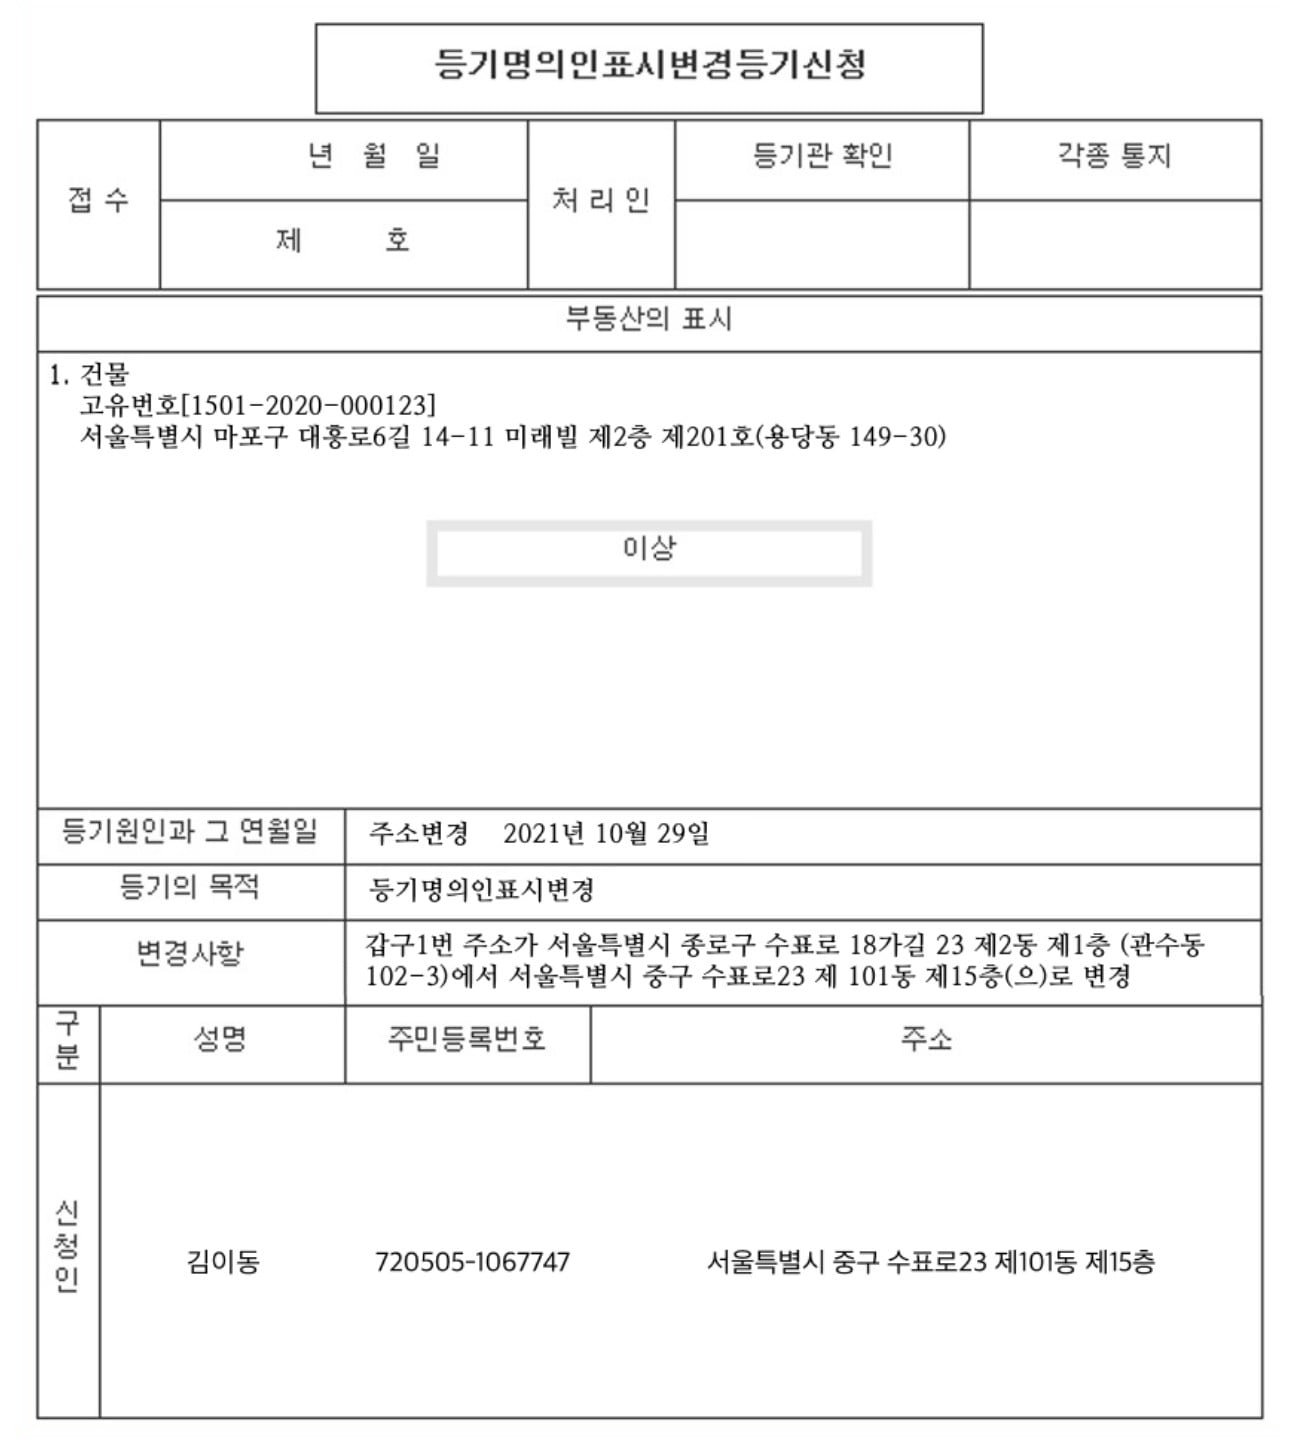 등기명의인표시변경등기신청
접 수
년 월 일
제 호
처 리 인
등기관 확인
각종 통지
부동산의 표시
1. 건물
고유번호[1501-2020-000123]
서울특별시 마포구 대흥로6길 14-11 미래빌 제2층 제201호(용당동 149-30)
이상
등기원인과 그 연월일
주소변경 2021년 10월 29일
등기의 목적
등기명의인표시변경
변경사항
갑구1번 주소가 서울특별시 종로구 수표로 18가길 23 제2동 제1층 (관수동
102-3)에서 서울특별시 중구 수표로23 제 101동 제15층(으)로 변경
구분
성명
주민등록번호
주소
신청인
김이동
720505-1067747
서울특별시 중구 수표로23 제101동 제15층